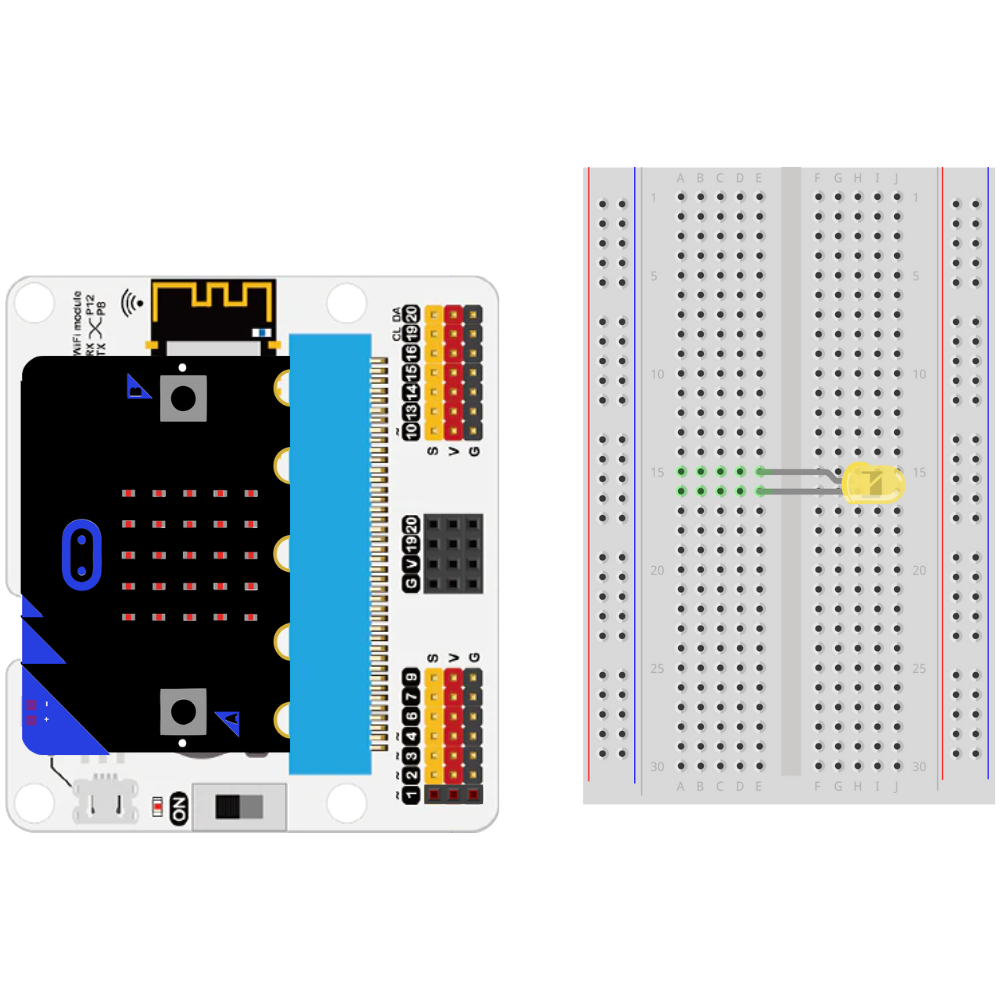 WiFi module
RX P12
TX P8
B
A
ON
CL DA
~ 10 13 14 15 16 19 20
S V G
G V 19 20
S V G
~ 1 ~ 2 ~ 3 ~ 4 6 7 9
- +
A B C D E F G H I J
1 1
5 5
10 10
15 15
20 20
25 25
30 30
A B C D E F G H I J